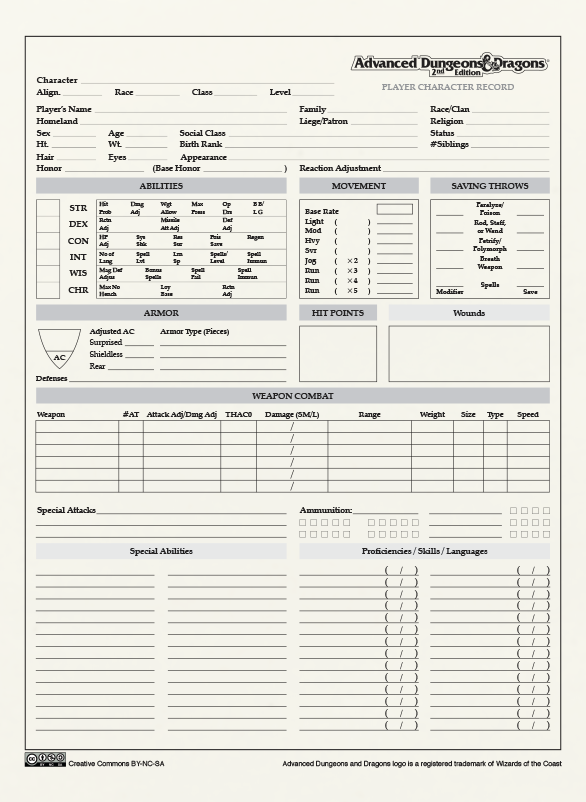 Advanced Dungeons & Dragons
2nd Edition
PLAYER CHARACTER RECORD
Character
Align. Race Class Level
Player's Name Family Race/Clan
Homeland Liege/Patron Religion
Sex Age Social Class Status
Ht. Wt. Birth Rank #Siblings
Hair Eyes Appearance
Honor (Base Honor ) Reaction Adjustment
ABILITIES MOVEMENT SAVING THROWS
STR Hit Prob Dmg Adj Wgt Allow Max Press Op Drs B B/ L G
DEX Rctn Adj Missile Att Adj Def Adj
CON HP Adj Sys Shk Res Sur Pois Save Regen
INT No of Lang Spell Lvl Lrn Sp Spells/ Level Spell Immun
WIS Mag Def Adjus Bonus Spells Spell Fail Spell Immun
CHR Max No Hench Loy Base Rctn Adj
Base Rate
Light ( )
Mod ( )
Hvy ( )
Svr ( )
Jog ( ×2 )
Run ( ×3 )
Run ( ×4 )
Run ( ×5 )
Paralyze/
Poison
Rod, Staff,
or Wand
Petrify/
Polymorph
Breath
Weapon
Spells
Modifier Save
ARMOR HIT POINTS Wounds
AC
Adjusted AC Armor Type (Pieces)
Surprised
Shieldless
Rear
Defenses
WEAPON COMBAT
Weapon #AT Attack Adj/Dmg Adj THAC0 Damage (SM/L) Range Weight Size Type Speed
/
/
/
/
/
/
Special Attacks Ammunition:
Special Abilities Proficiencies / Skills / Languages
( / ) ( / )
( / ) ( / )
( / ) ( / )
( / ) ( / )
( / ) ( / )
( / ) ( / )
( / ) ( / )
( / ) ( / )
( / ) ( / )
( / ) ( / )
( / ) ( / )
( / ) ( / )
( / ) ( / )
( / ) ( / )
cc BY NC SA Creative Commons BY-NC-SA Advanced Dungeons and Dragons logo is a registered trademark of Wizards of the Coast